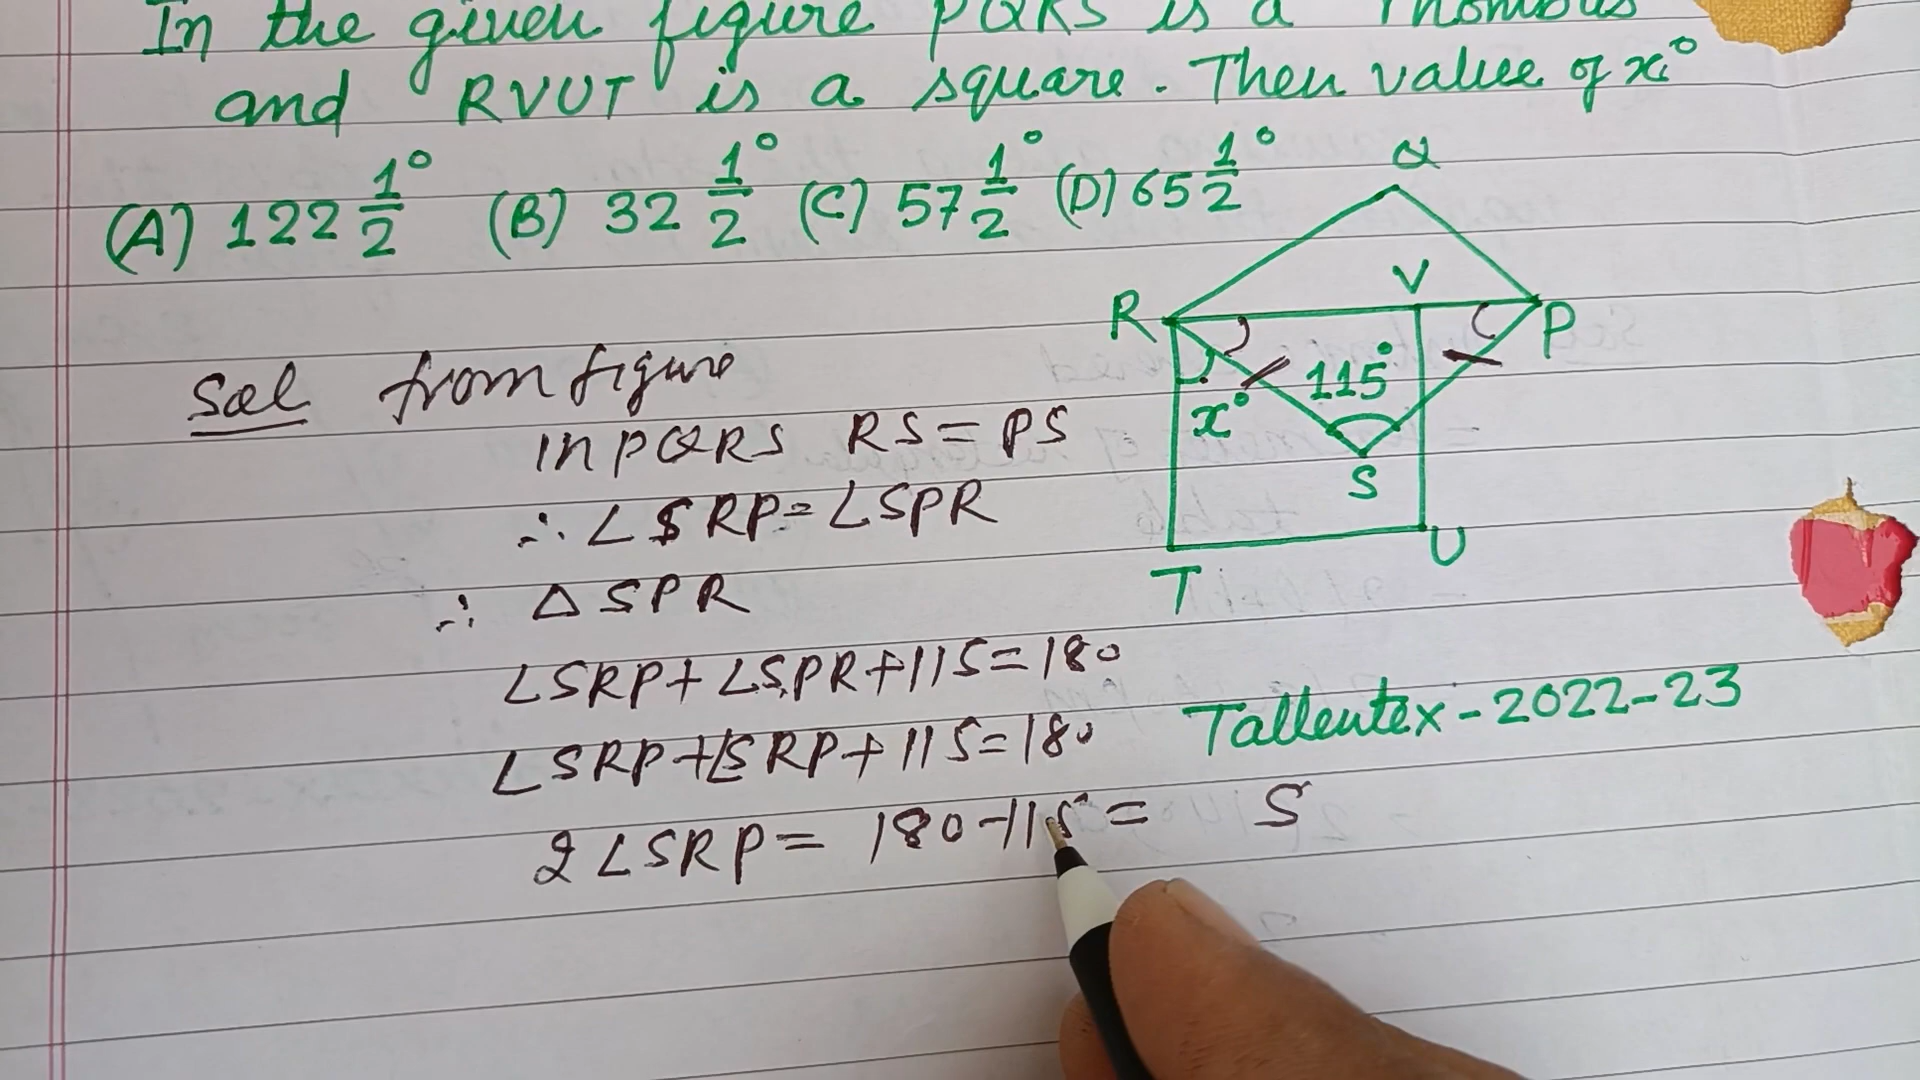 In the given figure PQRS is a Rhombus
and RVUT is a square. Then value of x°
(A) 122 1/2° (B) 32 1/2° (C) 57 1/2° (D) 65 1/2°
Q
V
R
P
115°
x°
S
U
T
Sol from figure
In PQRS RS = PS
∴ ∠SRP = ∠SPR
∴ △ SPR
∠SRP + ∠SPR + 115 = 180
∠SRP + ∠SRP + 115 = 180
Tallentex - 2022-23
2∠SRP = 180 - 115 = 5